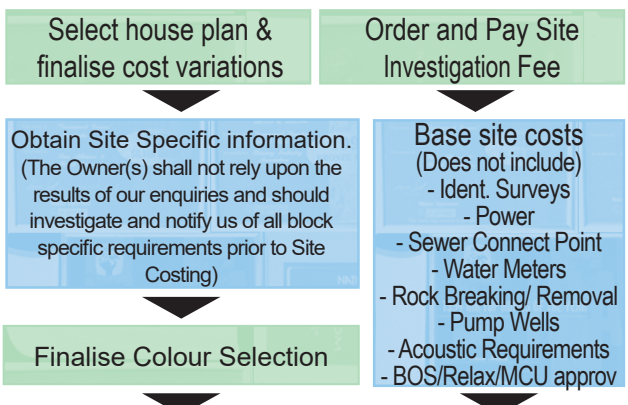 Select house plan &
finalise cost variations
Order and Pay Site
Investigation Fee
Obtain Site Specific information.
(The Owner(s) shall not rely upon the
results of our enquiries and should
investigate and notify us of all block
specific requirements prior to Site
Costing)
Base site costs
(Does not include)
- Ident. Surveys
- Power
- Sewer Connect Point
- Water Meters
- Rock Breaking/ Removal
- Pump Wells
- Acoustic Requirements
- BOS/Relax/MCU approv
Finalise Colour Selection